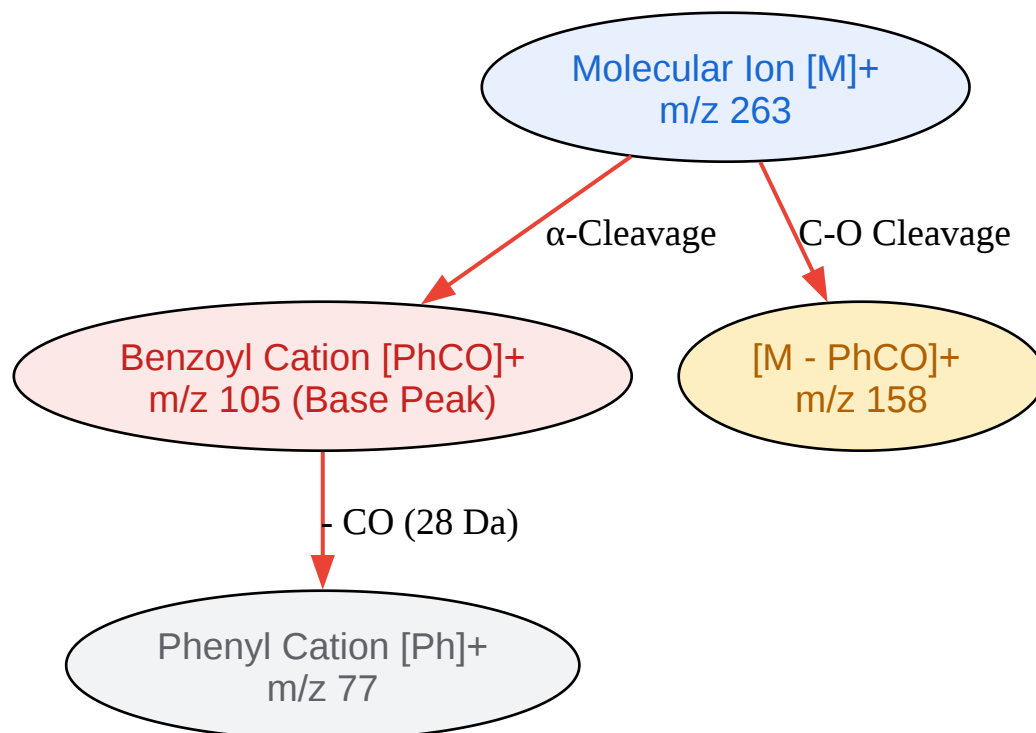 Molecular Ion [M]+
m/z 263
α-Cleavage
C-O Cleavage
Benzoyl Cation [PhCO]+
m/z 105 (Base Peak)
[M - PhCO]+
m/z 158
- CO (28 Da)
Phenyl Cation [Ph]+
m/z 77